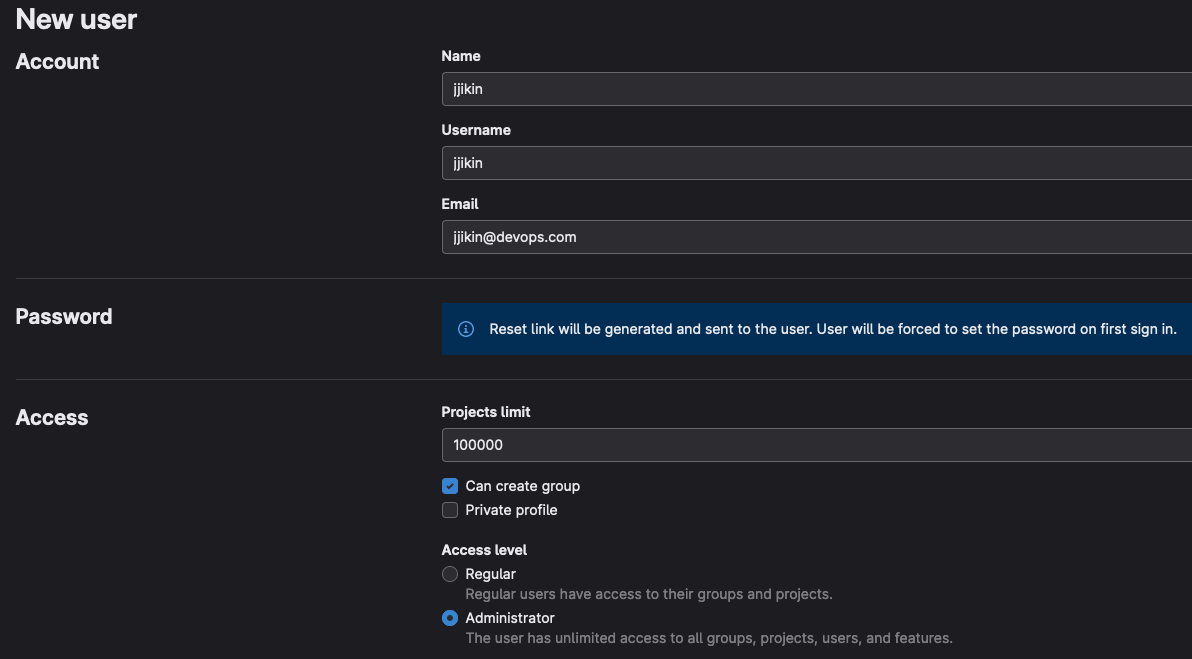 New user
Account
Name
jjikin
Username
jjikin
Email
jjikin@devops.com
Password
Reset link will be generated and sent to the user. User will be forced to set the password on first sign in.
Access
Projects limit
100000
Can create group
Private profile
Access level
Regular
Regular users have access to their groups and projects.
Administrator
The user has unlimited access to all groups, projects, users, and features.